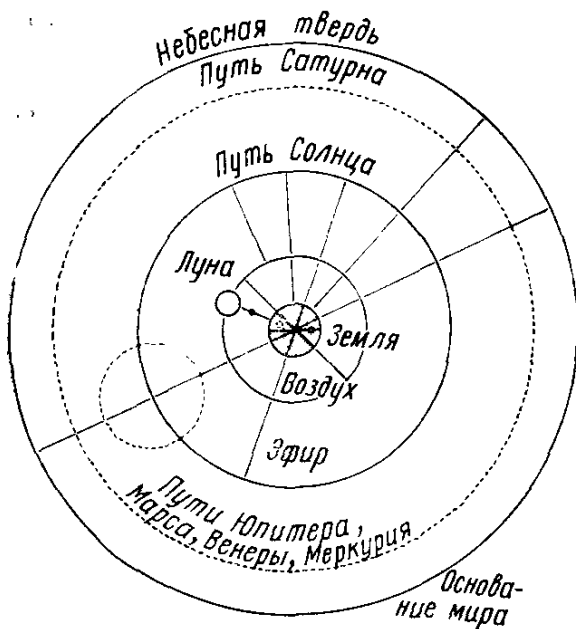 Небесная твердь
Путь Сатурна
Путь Солнца
Луна
Земля
Воздух
Эфир
Пути Юпитера,
Марса, Венеры, Меркурия
Основа-
ние мира